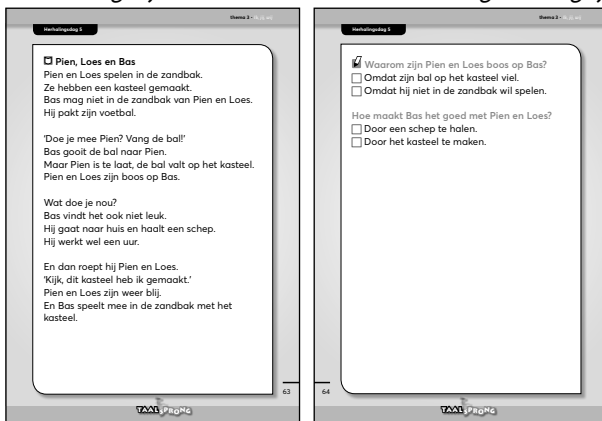 thema 3 -
Herhalingsdag 5
Pien, Loes en Bas
Pien en Loes spelen in de zandbak.
Ze hebben een kasteel gemaakt.
Bas mag niet in de zandbak van Pien en Loes.
Hij pakt zijn voetbal.
'Doe je mee Pien? Vang de bal!'
Bas gooit de bal naar Pien.
Maar Pien is te laat, de bal valt op het kasteel.
Pien en Loes zijn boos op Bas.
Wat doe je nou?
Bas vindt het ook niet leuk.
Hij gaat naar huis en haalt een schep.
Hij werkt wel een uur.
En dan roept hij Pien en Loes.
'Kijk, dit kasteel heb ik gemaakt.'
Pien en Loes zijn weer blij.
En Bas speelt mee in de zandbak met het
kasteel.
63
TAALSPRONG
thema 3 -
Herhalingsdag 5
Waarom zijn Pien en Loes boos op Bas?
Omdat zijn bal op het kasteel viel.
Omdat hij niet in de zandbak wil spelen.
Hoe maakt Bas het goed met Pien en Loes?
Door een schep te halen.
Door het kasteel te maken.
64
TAALSPRONG